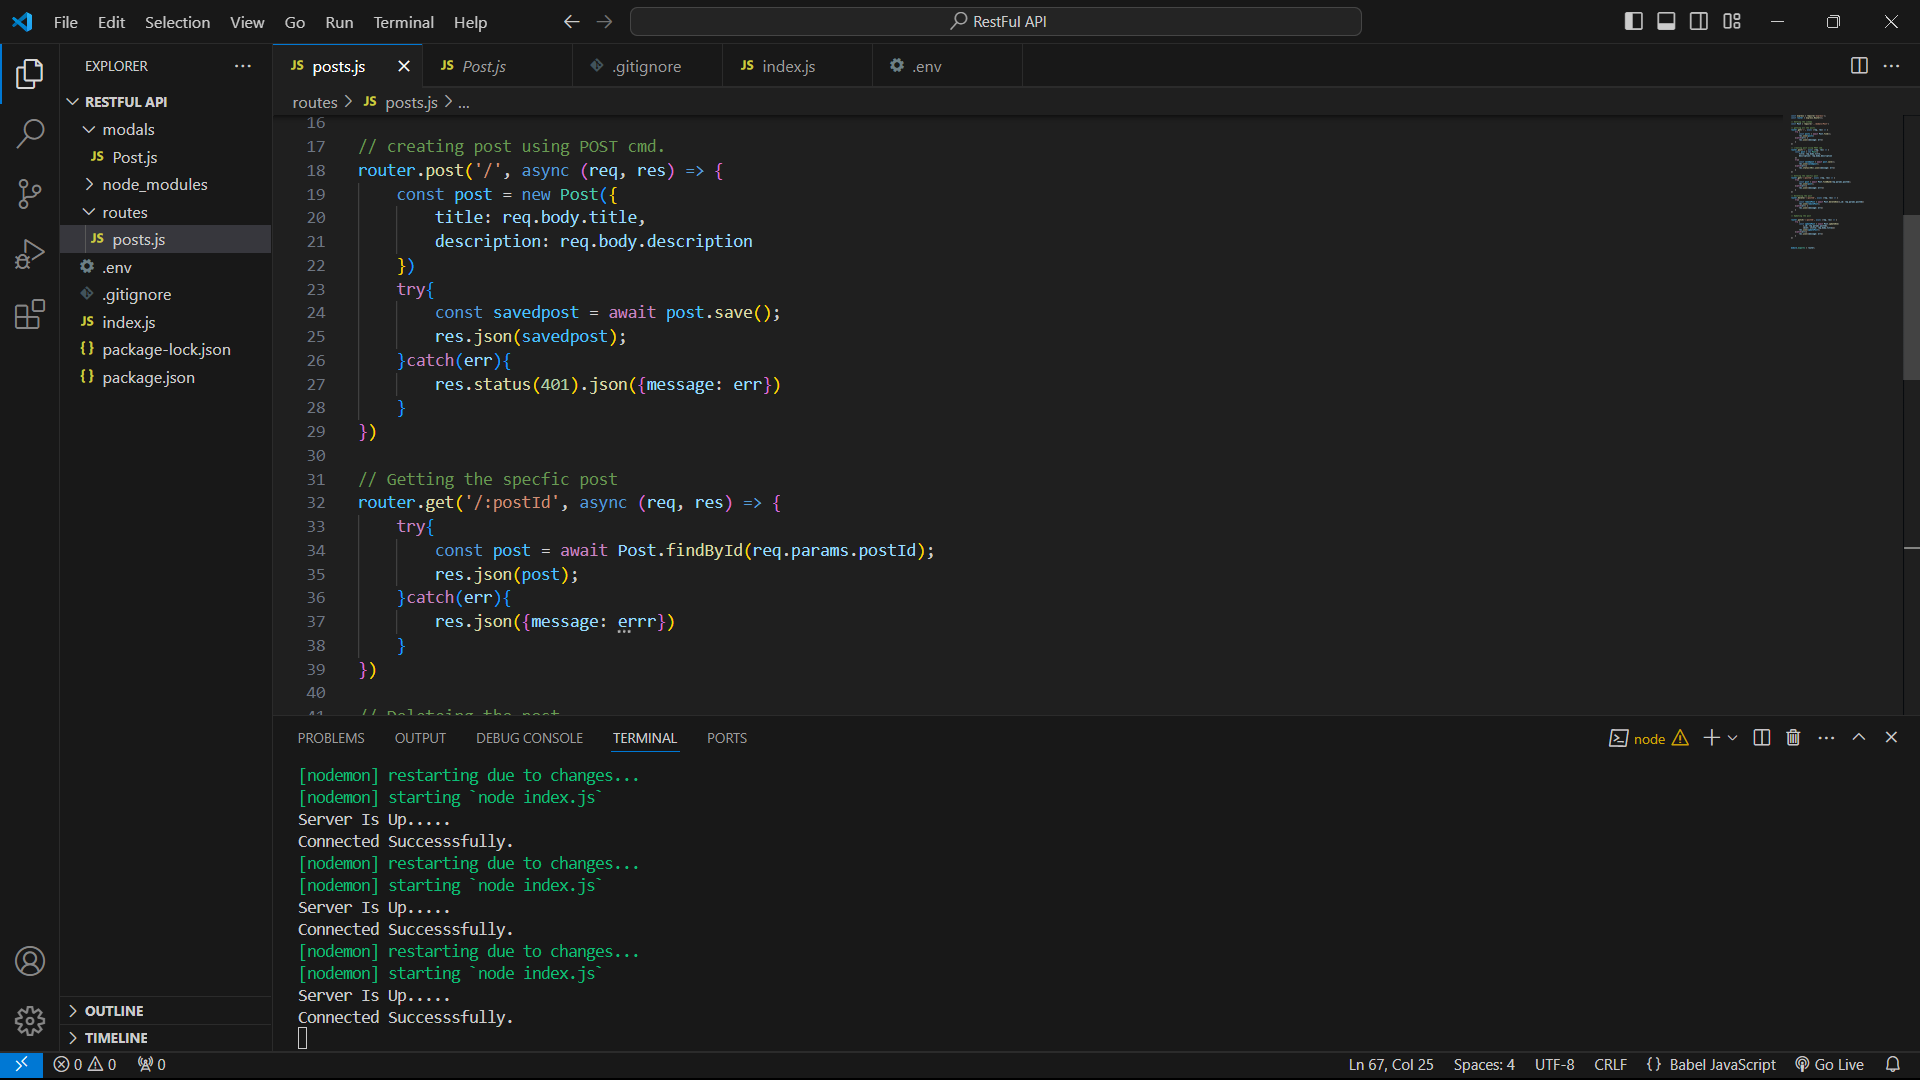 File Edit Selection View Go Run Terminal Help
RestFul API
EXPLORER
RESTFUL API
modals
JS Post.js
node_modules
routes
JS posts.js
.env
.gitignore
JS index.js
{} package-lock.json
{} package.json
OUTLINE
TIMELINE
JS posts.js
JS Post.js
.gitignore
JS index.js
.env
routes > JS posts.js > ...
16
17 // creating post using POST cmd.
18 router.post('/', async (req, res) => {
19 const post = new Post({
20 title: req.body.title,
21 description: req.body.description
22 })
23 try{
24 const savedpost = await post.save();
25 res.json(savedpost);
26 }catch(err){
27 res.status(401).json({message: err})
28 }
29 })
30
31 // Getting the specfic post
32 router.get('/:postId', async (req, res) => {
33 try{
34 const post = await Post.findById(req.params.postId);
35 res.json(post);
36 }catch(err){
37 res.json({message: errr})
38 }
39 })
40
41 // Deleteing the post
PROBLEMS OUTPUT DEBUG CONSOLE TERMINAL PORTS
node
[nodemon] restarting due to changes...
[nodemon] starting `node index.js`
Server Is Up.....
Connected Successsfully.
[nodemon] restarting due to changes...
[nodemon] starting `node index.js`
Server Is Up.....
Connected Successsfully.
[nodemon] restarting due to changes...
[nodemon] starting `node index.js`
Server Is Up.....
Connected Successsfully.
0 0 0
Ln 67, Col 25 Spaces: 4 UTF-8 CRLF {} Babel JavaScript Go Live